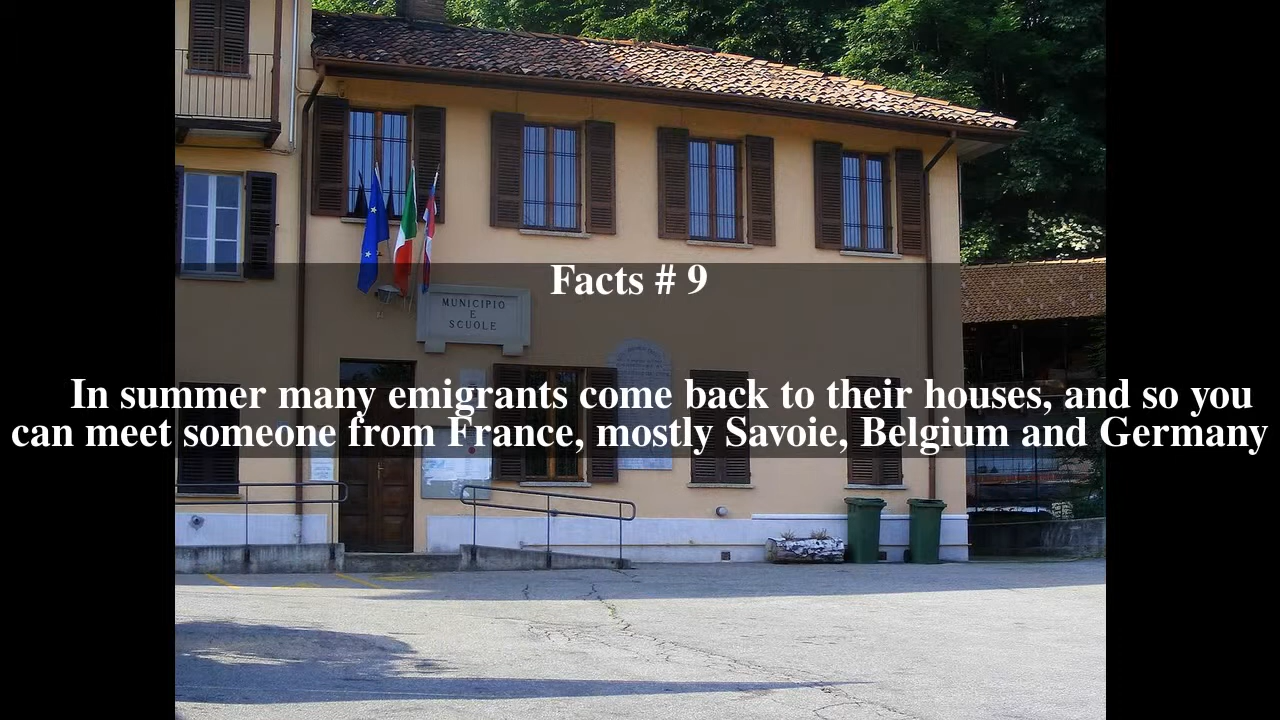 Facts # 9
MUNICIPIO
E
SCUOLE
In summer many emigrants come back to their houses, and so you
can meet someone from France, mostly Savoie, Belgium and Germany